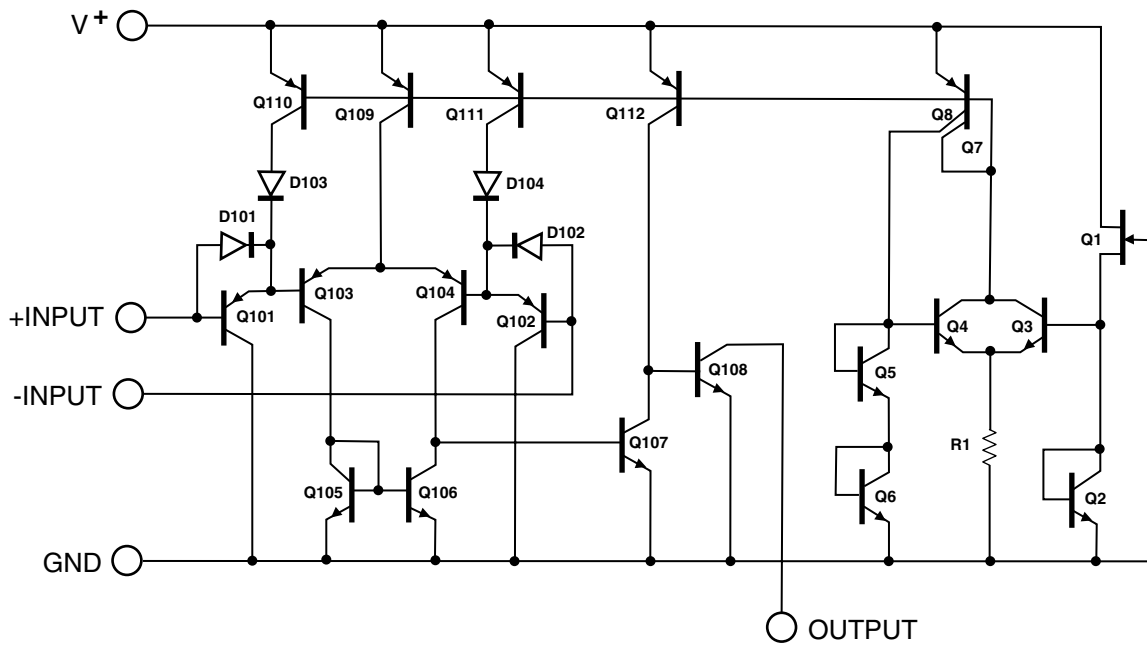 V+
Q110
Q109
Q111
Q112
Q8
Q7
D103
D104
D101
D102
Q1
+INPUT
Q101
Q103
Q104
Q102
Q4
Q3
-INPUT
Q108
Q5
Q107
R1
Q105
Q106
Q6
Q2
GND
OUTPUT